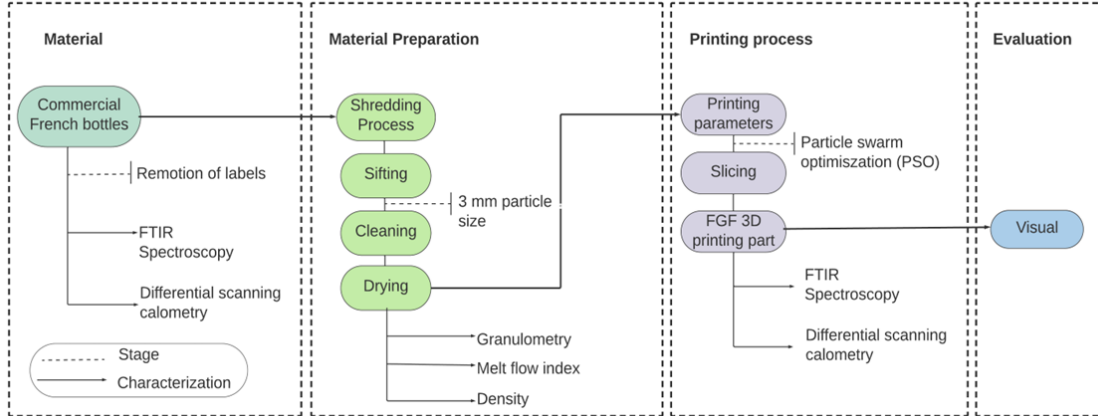 Material
Commercial
French bottles
Remotion of labels
FTIR
Spectroscopy
Differential scanning
calometry
Stage
Characterization
Material Preparation
Shredding
Process
Sifting
3 mm particle
size
Cleaning
Drying
Granulometry
Melt flow index
Density
Printing process
Printing
parameters
Particle swarm
optimiszation (PSO)
Slicing
FGF 3D
printing part
FTIR
Spectroscopy
Differential scanning
calometry
Evaluation
Visual